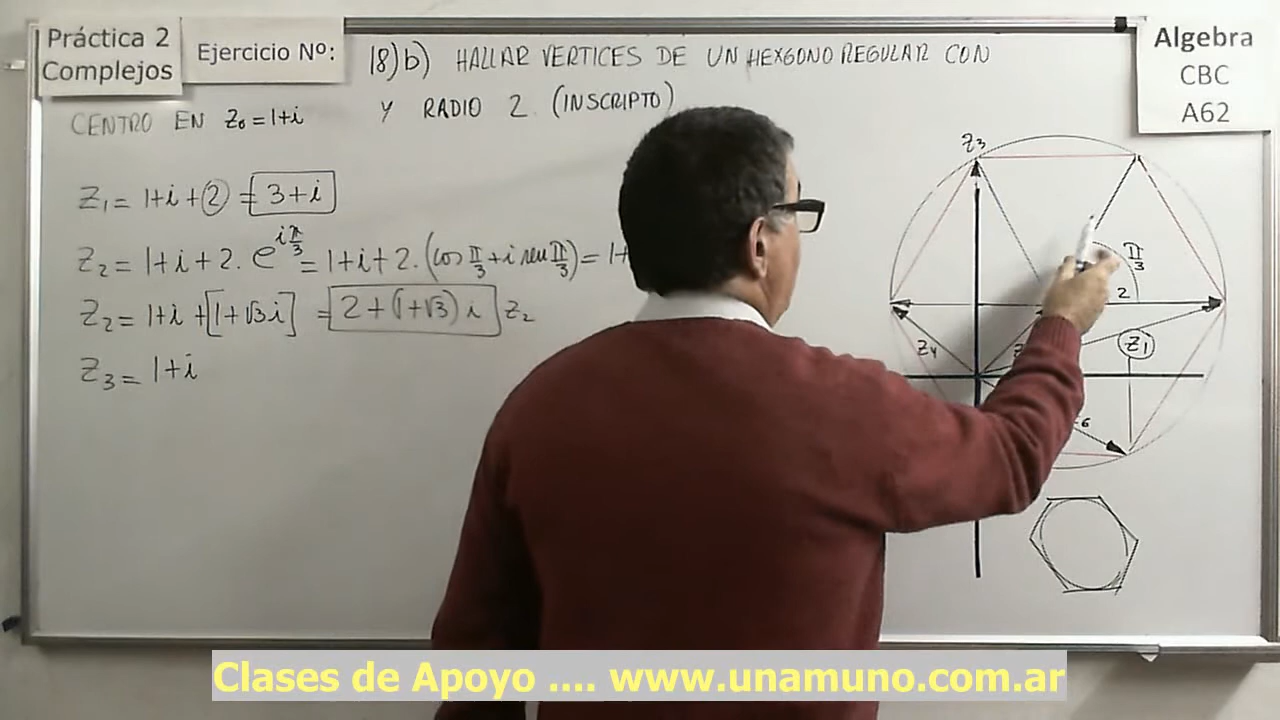 Práctica 2
Complejos
Ejercicio Nº:
18)b) HALLAR VERTICES DE UN HEXGONO REGULAR CON
CENTRO EN Z₀ = 1+i Y RADIO 2. (INSCRIPTO)
Algebra
CBC
A62
Z₁ = 1+i+2 = 3+i
Z₂ = 1+i+2. e^{iπ/3} = 1+i+2.(cos π/3 + i sen π/3) = 1+
Z₂ = 1+i+[1+√3i] = 2+(1+√3)i Z₂
Z₃ = 1+i
Z₃
π/3
2
Z₄
Z₁
6
Clases de Apoyo .... www.unamuno.com.ar